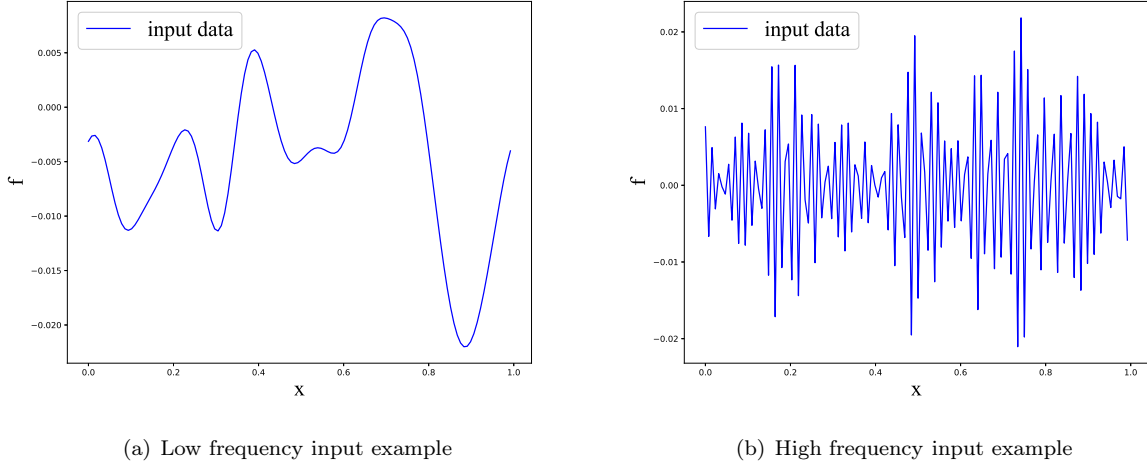 input data
0.005
0.000
−0.005
−0.010
−0.015
−0.020
f
0.0 0.2 0.4 0.6 0.8 1.0
x
(a) Low frequency input example
input data
0.02
0.01
0.00
−0.01
−0.02
f
0.0 0.2 0.4 0.6 0.8 1.0
x
(b) High frequency input example